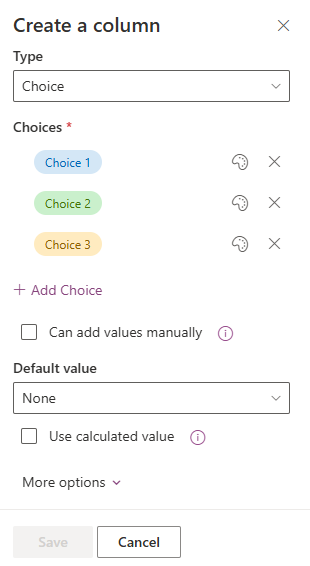 Create a column
Type
Choice
Choices *
Choice 1
Choice 2
Choice 3
+ Add Choice
Can add values manually
Default value
None
Use calculated value
More options
Save Cancel